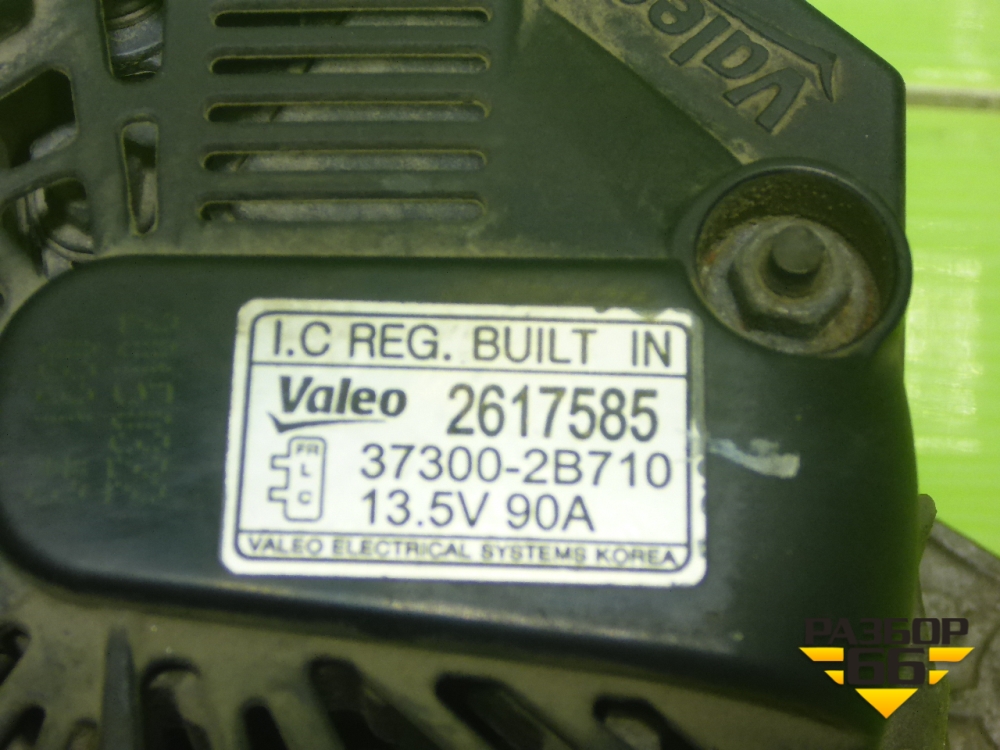 Valeo
I.C REG. BUILT IN
Valeo 2617585
FR
L
C
37300-2B710
13.5V 90A
VALEO ELECTRICAL SYSTEMS KOREA
РАЗБОР
66